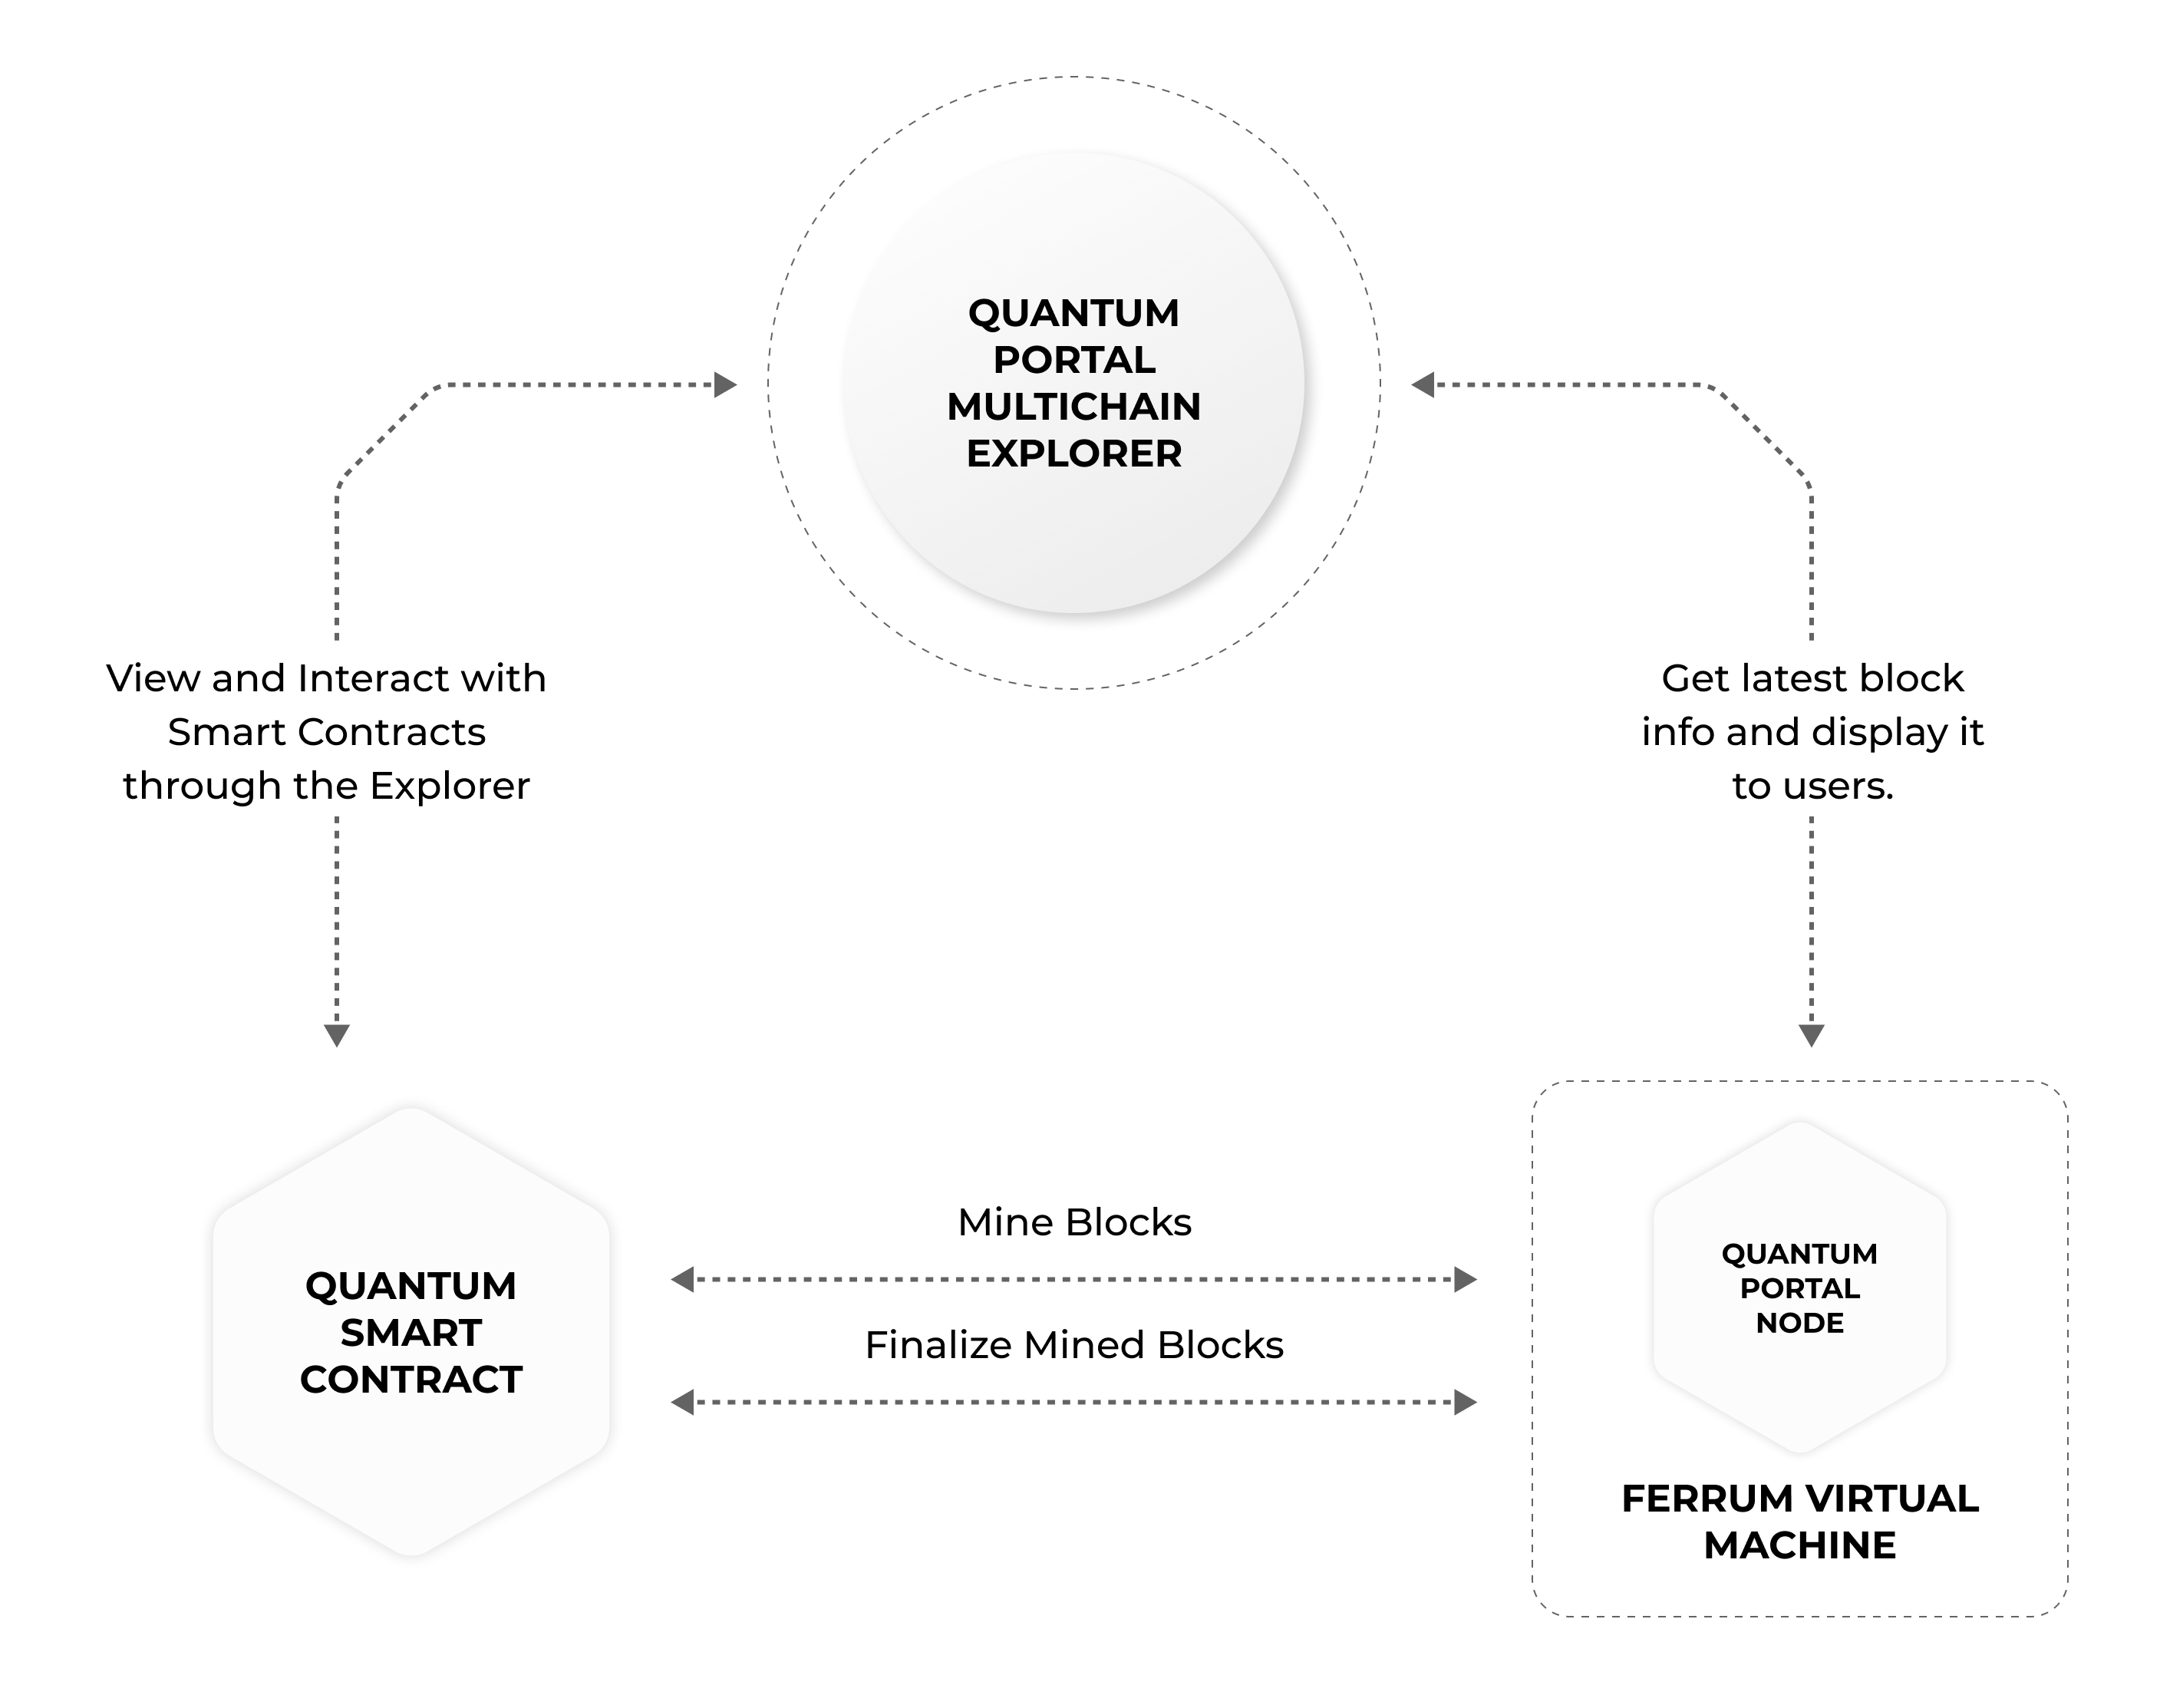 QUANTUM
PORTAL
MULTICHAIN
EXPLORER
View and Interact with
Smart Contracts
through the Explorer
Get latest block
info and display it
to users.
QUANTUM
SMART
CONTRACT
Mine Blocks
Finalize Mined Blocks
QUANTUM
PORTAL
NODE
FERRUM VIRTUAL
MACHINE